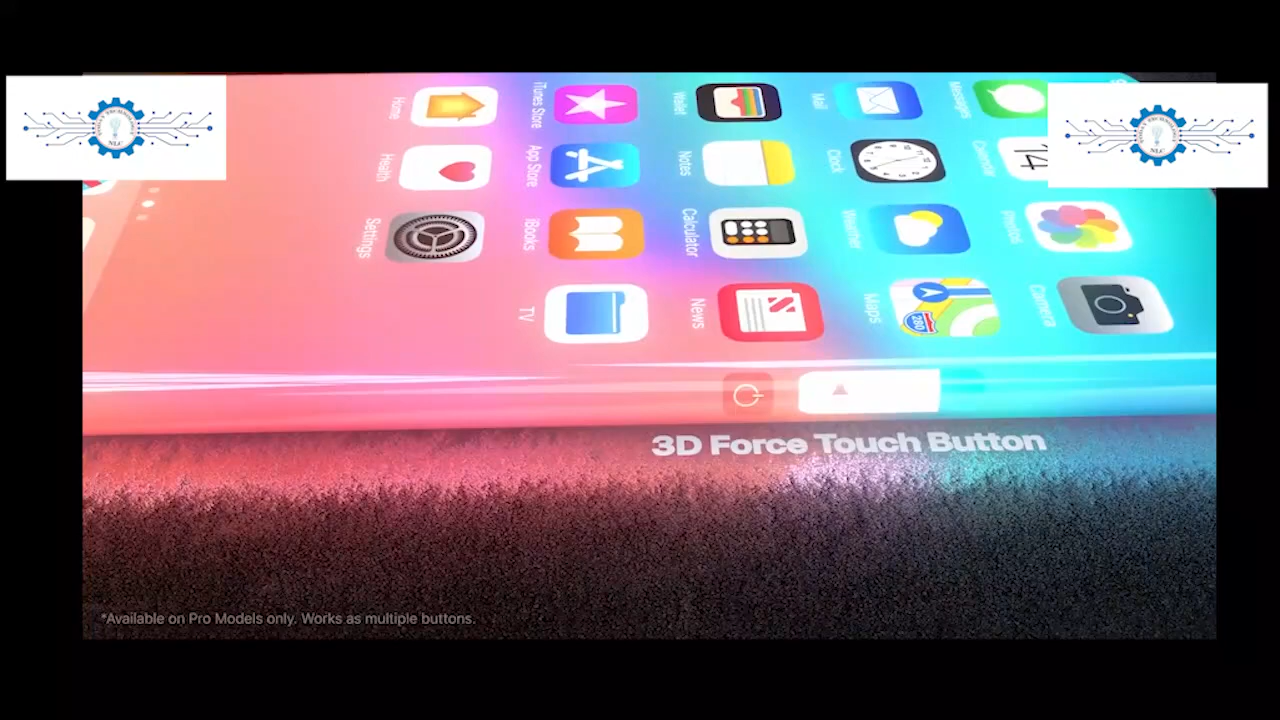 Home
iTunes Store
Wallet
Mail
Messages
Health
App Store
Notes
Clock
Calendar
14
Settings
iBooks
Calculator
Weather
Photos
TV
News
Maps
280
Camera
3D Force Touch Button
*Available on Pro Models only. Works as multiple buttons.
NLC